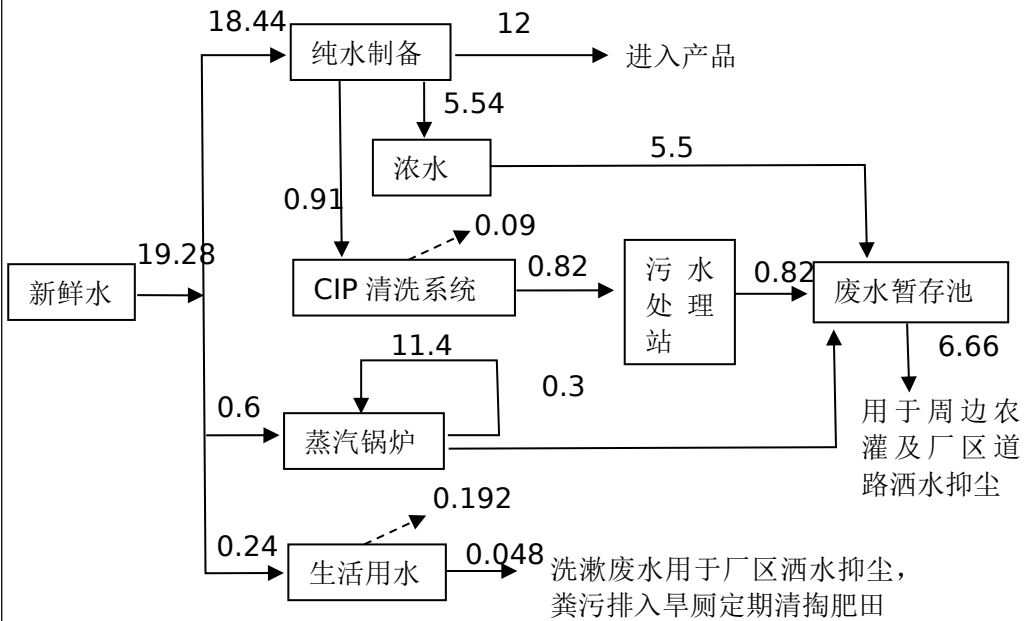 18.44
纯水制备
12
进入产品
5.54
浓水
5.5
0.91
0.09
19.28
新鲜水
CIP 清洗系统
0.82
污水
处理
站
0.82
废水暂存池
11.4
6.66
0.3
0.6
蒸汽锅炉
用于周边农
灌及厂区道
路洒水抑尘
0.192
0.24
生活用水
0.048
洗漱废水用于厂区洒水抑尘，
粪污排入旱厕定期清掏肥田